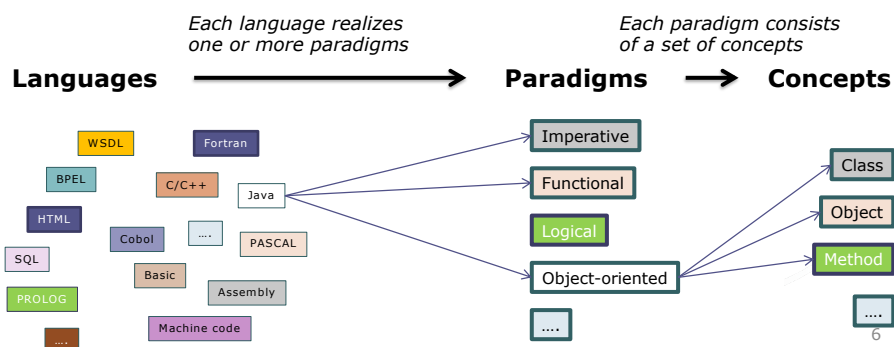 Each language realizes
one or more paradigms
Each paradigm consists
of a set of concepts
Languages
Paradigms
Concepts
WSDL
Fortran
BPEL
C/C++
Java
HTML
Cobol
....
PASCAL
SQL
Basic
Assembly
PROLOG
Machine code
....
Imperative
Functional
Logical
Object-oriented
....
Class
Object
Method
....
6